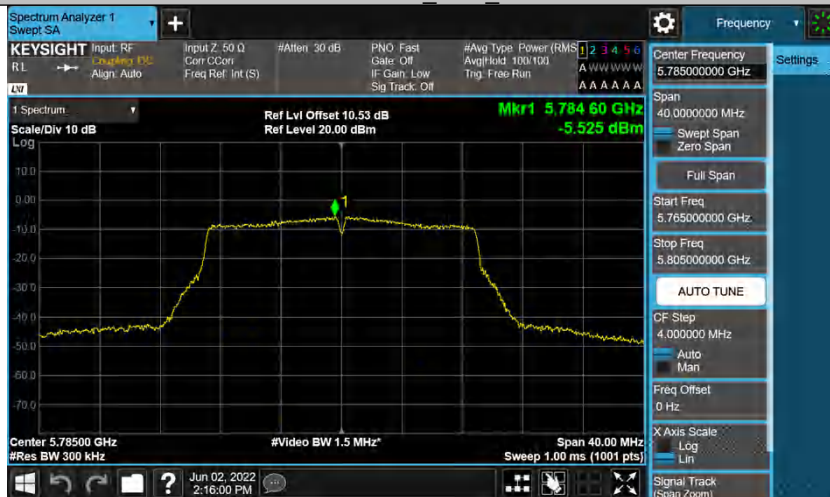 Spectrum Analyzer 1
Swept SA
Frequency
KEYSIGHT
RL
Input: RF
Coupling: DC
Align: Auto
Input Z: 50 Ω
Corr CCorr
Freq Ref: Int (S)
#Atten: 30 dB
PNO: Fast
Gate: Off
IF Gain: Low
Sig Track: Off
#Avg Type: Power (RMS
Avg|Hold: 100/100
Trig: Free Run
1 2 3 4 5 6
A W W W W W
A A A A A A
LXI
1 Spectrum
Scale/Div 10 dB
Ref Lvl Offset 10.53 dB
Ref Level 20.00 dBm
Mkr1 5.784 60 GHz
-5.525 dBm
Log
10.0
0.00
-10.0
-20.0
-30.0
-40.0
-50.0
-60.0
-70.0
1
Center 5.78500 GHz
#Res BW 300 kHz
#Video BW 1.5 MHz*
Span 40.00 MHz
Sweep 1.00 ms (1001 pts)
Jun 02, 2022
2:16:00 PM
Center Frequency
5.785000000 GHz
Settings
Span
40.0000000 MHz
Swept Span
Zero Span
Full Span
Start Freq
5.765000000 GHz
Stop Freq
5.805000000 GHz
AUTO TUNE
CF Step
4.000000 MHz
Auto
Man
Freq Offset
0 Hz
X Axis Scale
Log
Lin
Signal Track
(Span Zoom)